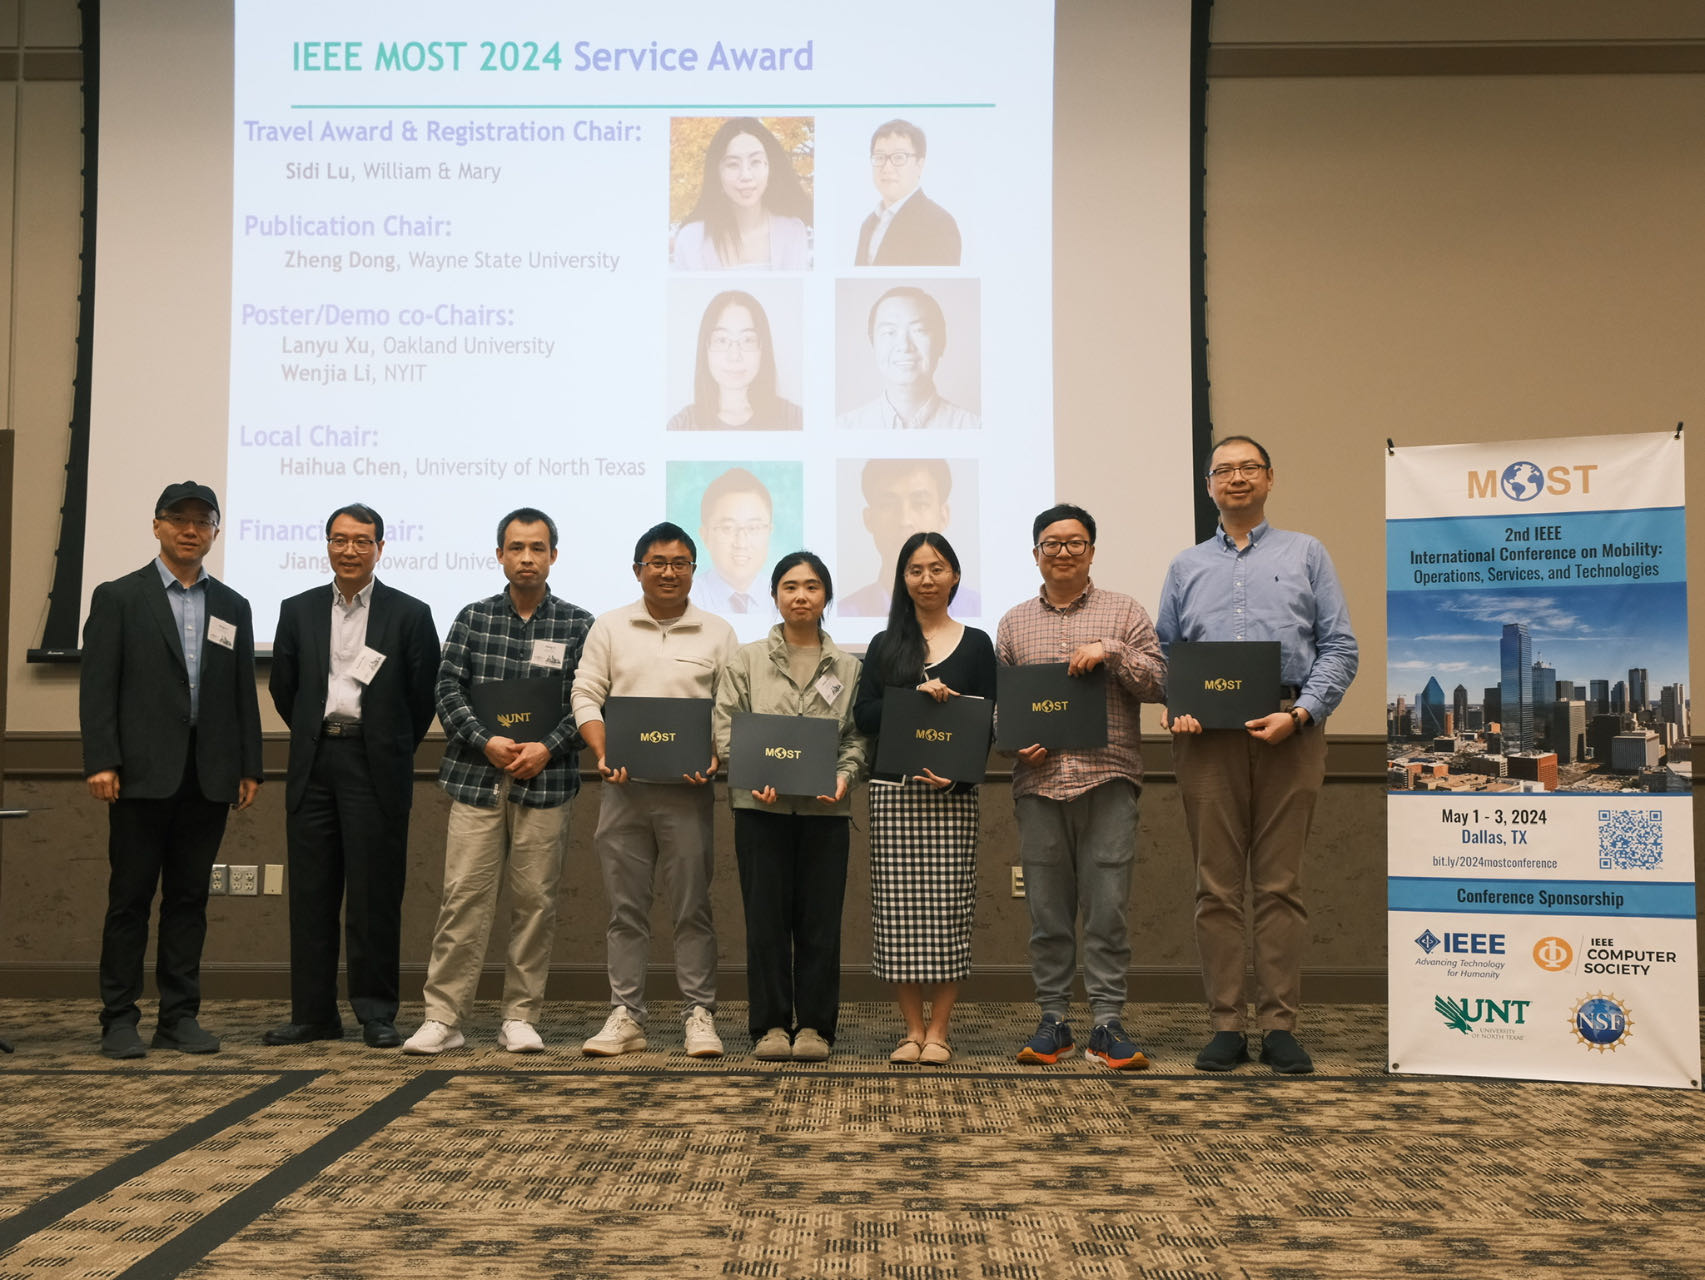 IEEE MOST 2024 Service Award
Travel Award & Registration Chair:
Sidi Lu, William & Mary
Publication Chair:
Zheng Dong, Wayne State University
Poster/Demo co-Chairs:
Lanyu Xu, Oakland University
Wenjia Li, NYIT
Local Chair:
Haihua Chen, University of North Texas
UNT
MOST
MOST
MOST
MOST
MOST
MOST
2nd IEEE
International Conference on Mobility:
Operations, Services, and Technologies
May 1 - 3, 2024
Dallas, TX
bit.ly/2024mostconference
Conference Sponsorship
IEEE
Advancing Technology
for Humanity
IEEE
COMPUTER
SOCIETY
UNT
UNIVERSITY
OF NORTH TEXAS
NSF